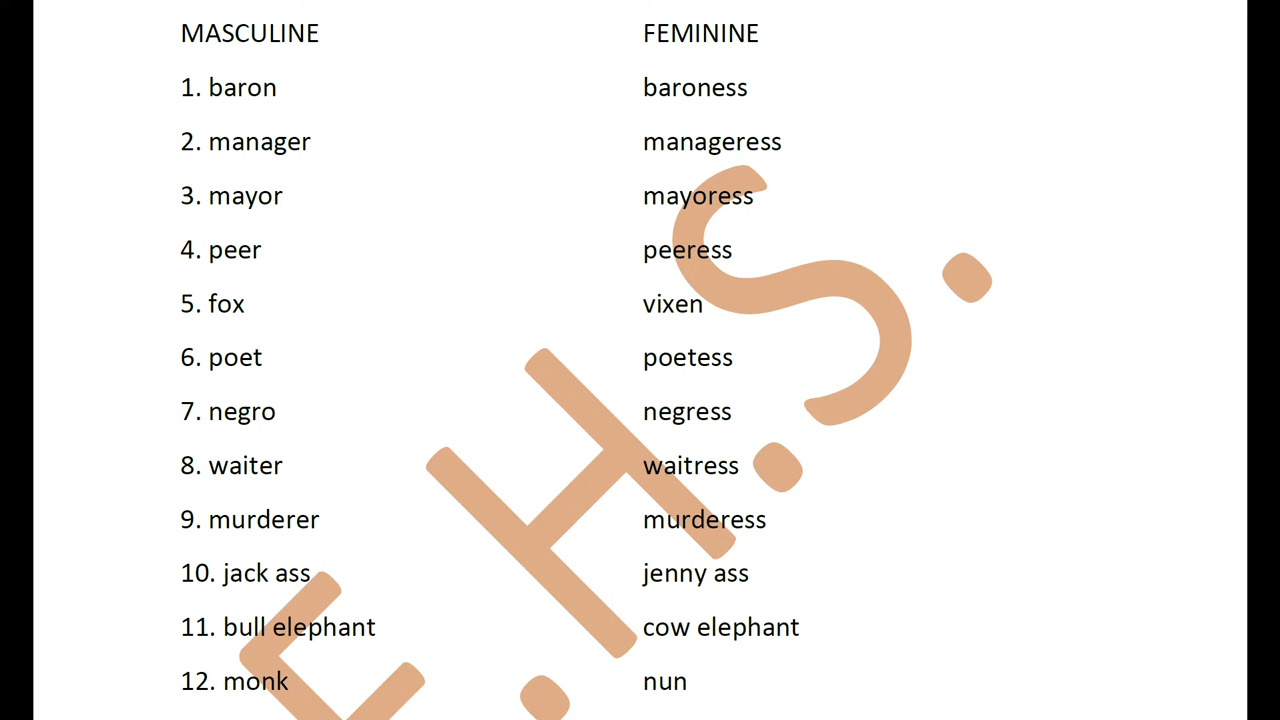 MASCULINE FEMININE
1. baron baroness
2. manager manageress
3. mayor mayoress
4. peer peeress
5. fox vixen
6. poet poetess
7. negro negress
8. waiter waitress
9. murderer murderess
10. jack ass jenny ass
11. bull elephant cow elephant
12. monk nun
E.H.S.